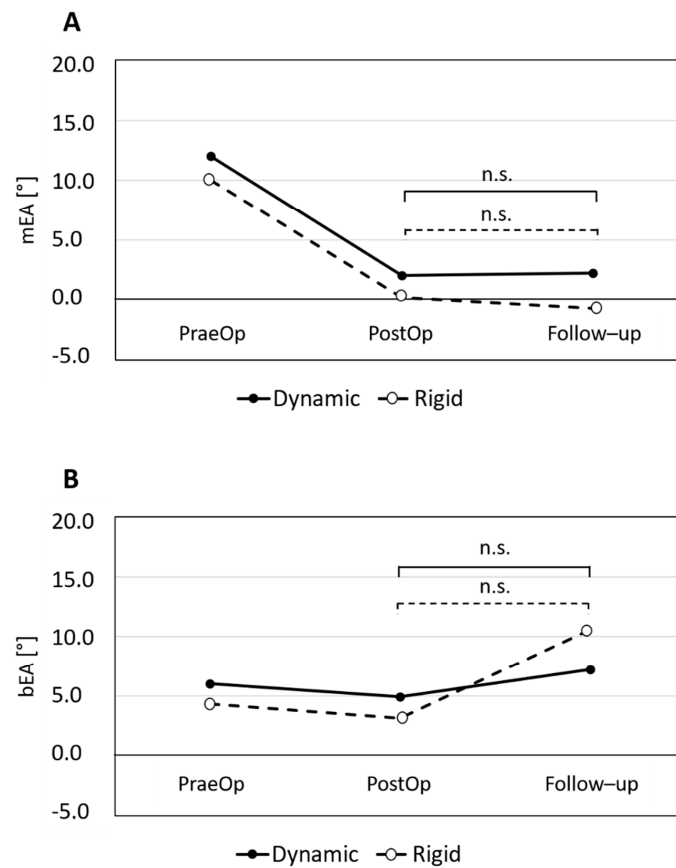 A
20.0
15.0
10.0
5.0
0.0
-5.0
mEA [°]
n.s.
n.s.
PraeOp PostOp Follow–up
Dynamic Rigid
B
20.0
15.0
10.0
5.0
0.0
-5.0
bEA [°]
n.s.
n.s.
PraeOp PostOp Follow–up
Dynamic Rigid